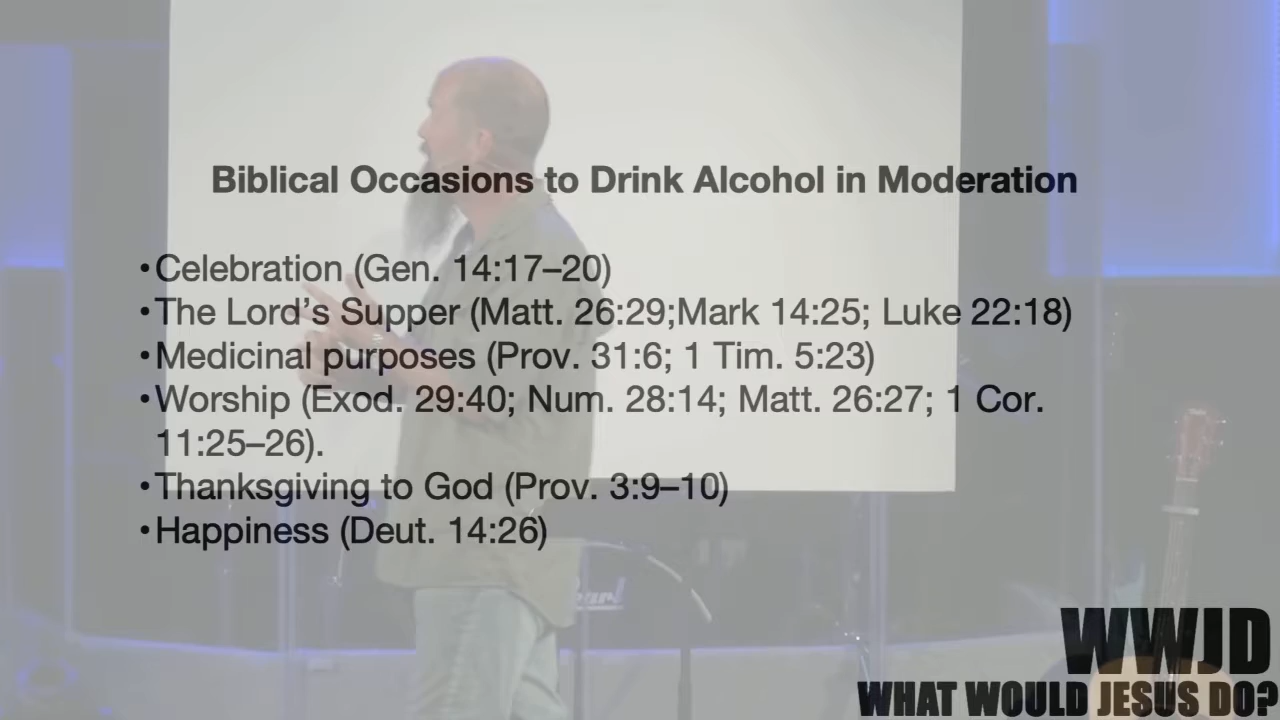 Biblical Occasions to Drink Alcohol in Moderation
•Celebration (Gen. 14:17–20)
•The Lord’s Supper (Matt. 26:29;Mark 14:25; Luke 22:18)
•Medicinal purposes (Prov. 31:6; 1 Tim. 5:23)
•Worship (Exod. 29:40; Num. 28:14; Matt. 26:27; 1 Cor.
11:25–26).
•Thanksgiving to God (Prov. 3:9–10)
•Happiness (Deut. 14:26)
Pearl
WWJD
WHAT WOULD JESUS DO?